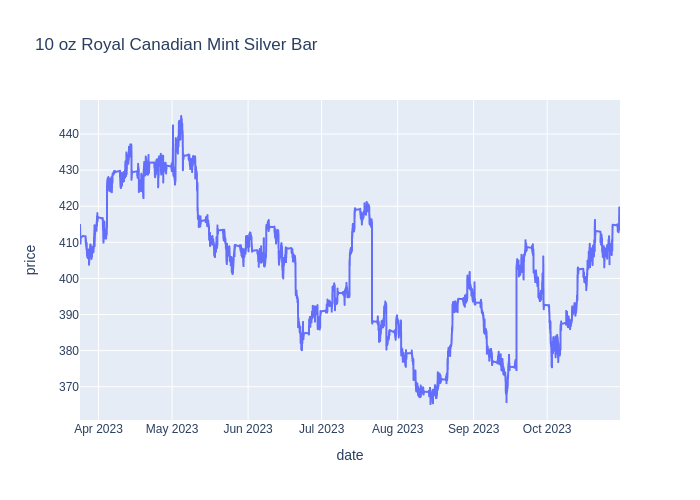 10 oz Royal Canadian Mint Silver Bar
440
430
420
410
400
390
380
370
price
Apr 2023 May 2023 Jun 2023 Jul 2023 Aug 2023 Sep 2023 Oct 2023
date